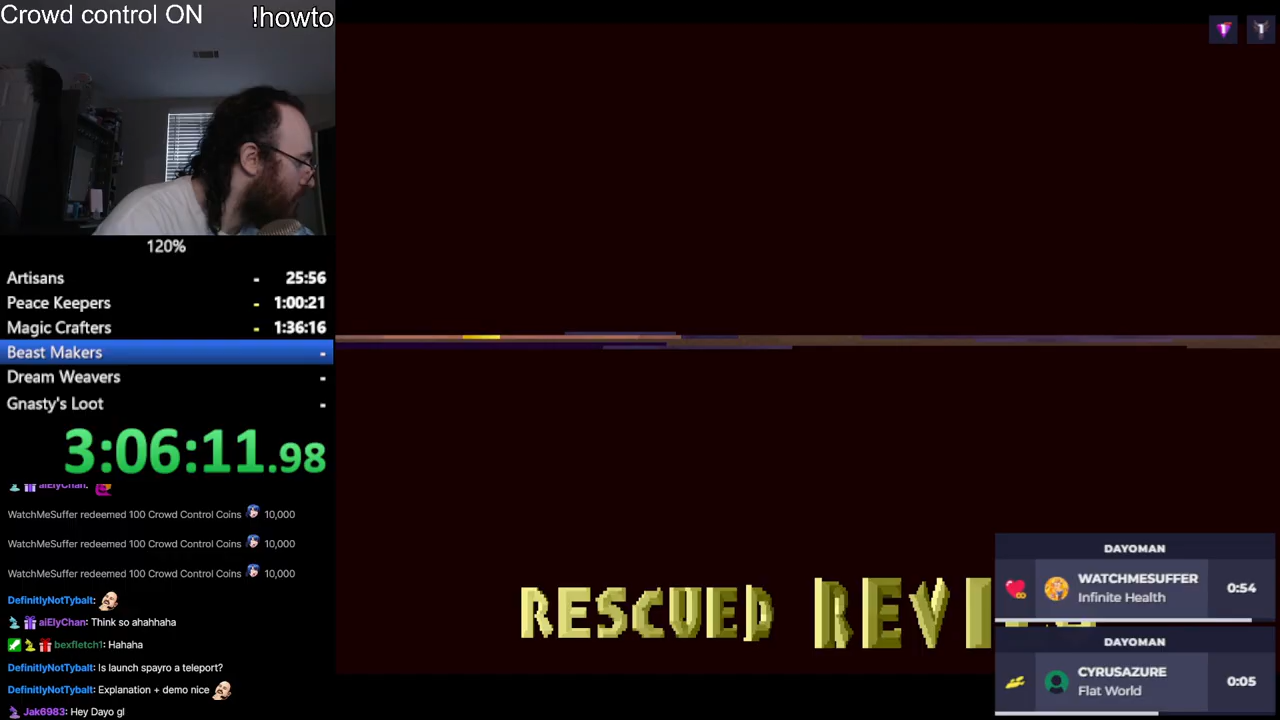 Crowd control ON
!howto
120%
Artisans - 25:56
Peace Keepers - 1:00:21
Magic Crafters - 1:36:16
Beast Makers -
Dream Weavers -
Gnasty's Loot -
3:06:11.98
aiElyChan:
WatchMeSuffer redeemed 100 Crowd Control Coins 10,000
WatchMeSuffer redeemed 100 Crowd Control Coins 10,000
WatchMeSuffer redeemed 100 Crowd Control Coins 10,000
DefinitlyNotTybalt:
aiElyChan: Think so ahahhaha
bexfletch1: Hahaha
DefinitlyNotTybalt: Is launch spayro a teleport?
DefinitlyNotTybalt: Explanation + demo nice
Jak6983: Hey Dayo gl
RESCUED
DAYOMAN
WATCHMESUFFER
Infinite Health
0:54
DAYOMAN
CYRUSAZURE
Flat World
0:05